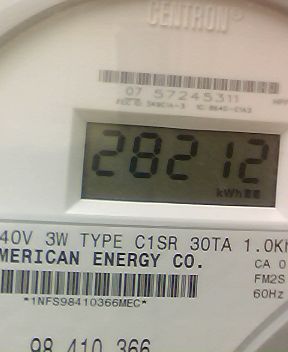 CENTRON®
07 57245311
28212
kWh
40V 3W TYPE C1SR 30TA 1.0K
MERICAN ENERGY CO.
CA 0
FM2S
60Hz
*1NFS98410366MEC*
98 410 366